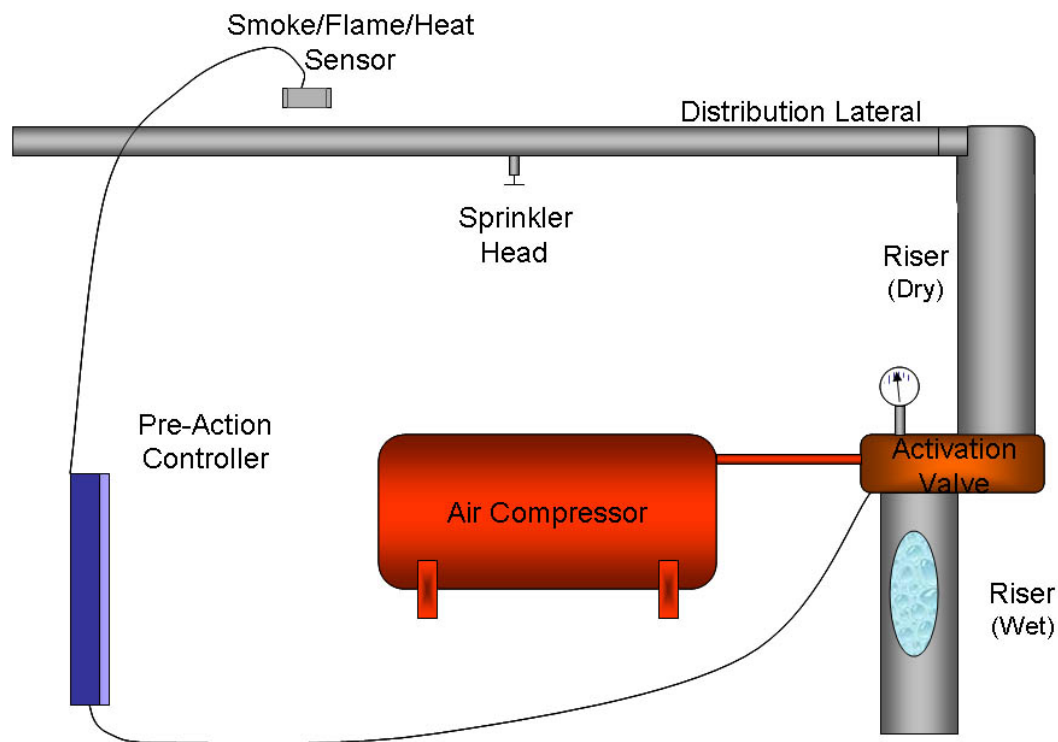 Smoke/Flame/Heat
Sensor
Distribution Lateral
Sprinkler
Head
Riser
(Dry)
Pre-Action
Controller
Activation
Valve
Air Compressor
Riser
(Wet)